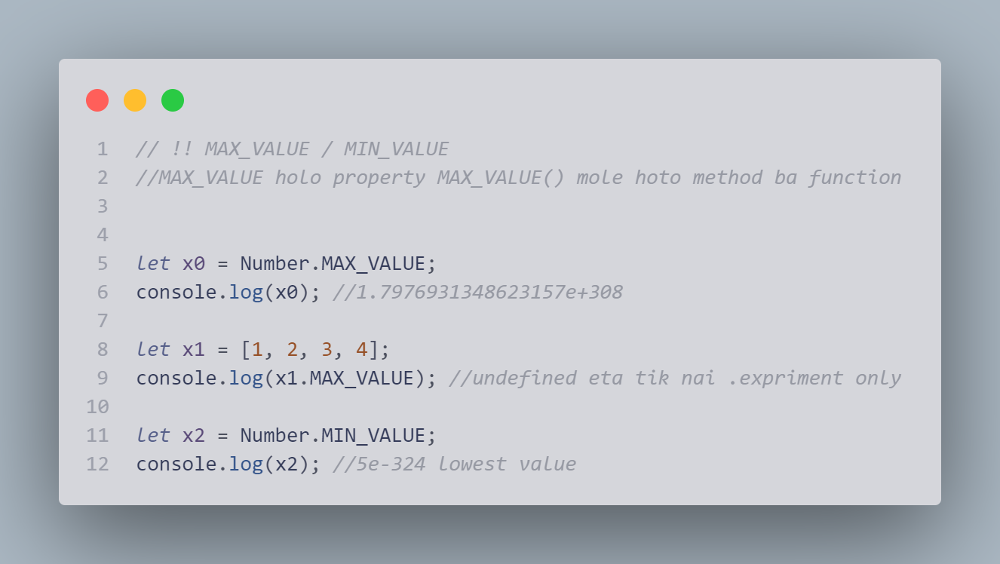 1 // !! MAX_VALUE / MIN_VALUE
2 //MAX_VALUE holo property MAX_VALUE() mole hoto method ba function
3
4
5 let x0 = Number.MAX_VALUE;
6 console.log(x0); //1.7976931348623157e+308
7
8 let x1 = [1, 2, 3, 4];
9 console.log(x1.MAX_VALUE); //undefined eta tik nai .expriment only
10
11 let x2 = Number.MIN_VALUE;
12 console.log(x2); //5e-324 lowest value